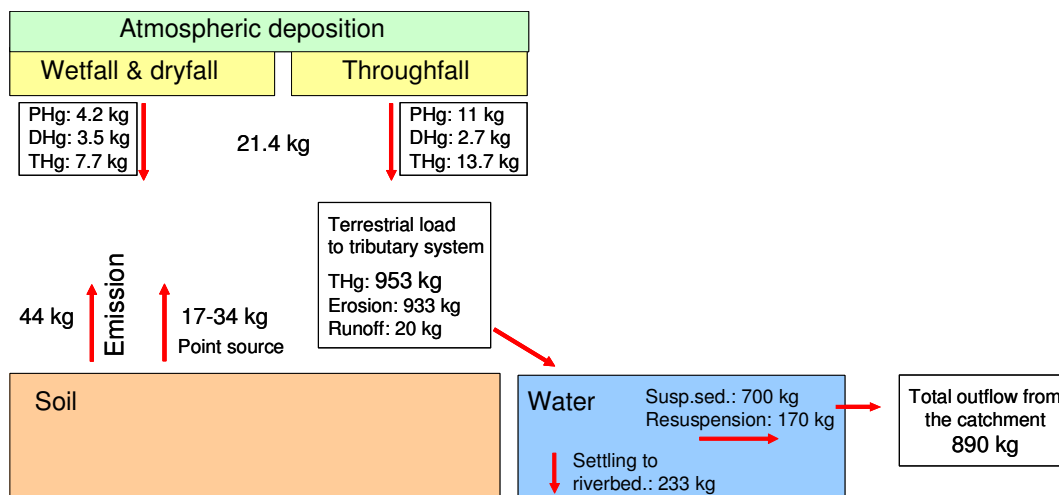 Atmospheric deposition
Wetfall & dryfall
Throughfall
PHg: 4.2 kg
DHg: 3.5 kg
THg: 7.7 kg
21.4 kg
PHg: 11 kg
DHg: 2.7 kg
THg: 13.7 kg
Terrestrial load
to tributary system
THg: 953 kg
Erosion: 933 kg
Runoff: 20 kg
44 kg
Emission
17-34 kg
Point source
Soil
Water
Susp.sed.: 700 kg
Resuspension: 170 kg
Settling to
riverbed.: 233 kg
Total outflow from
the catchment
890 kg